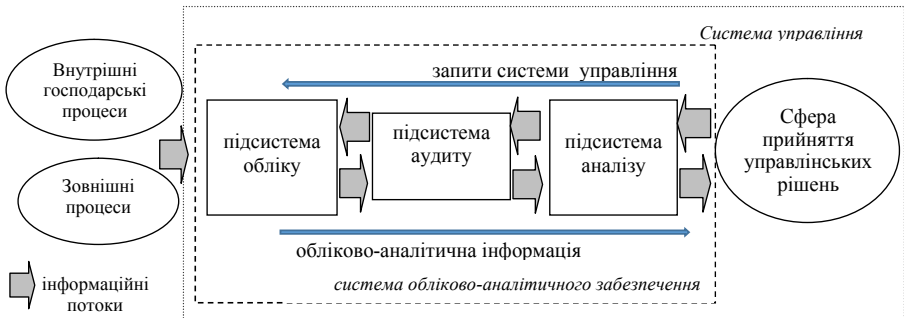 Система управління
Внутрішні
господарські
процеси
запити системи управління
підсистема
обліку
підсистема
аудиту
підсистема
аналізу
Сфера
прийняття
управлінських
рішень
Зовнішні
процеси
обліково-аналітична інформація
інформаційні
потоки
система обліково-аналітичного забезпечення